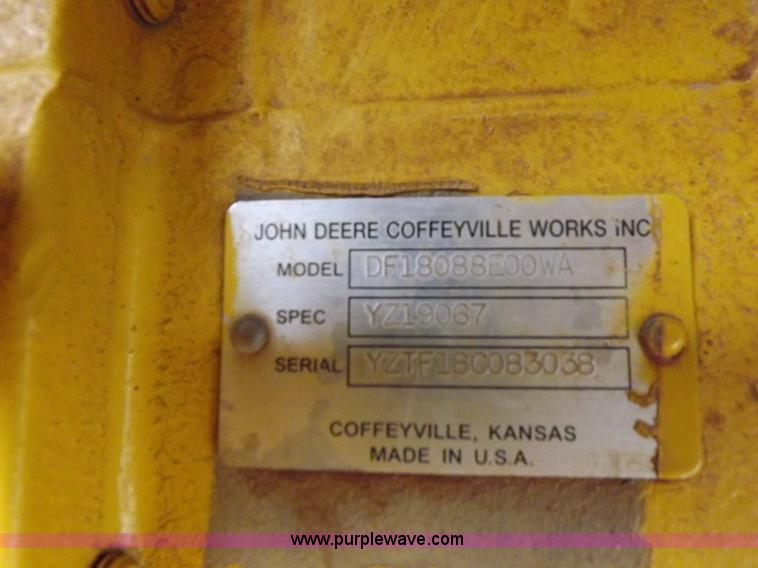 JOHN DEERE COFFEYVILLE WORKS INC
MODEL DF18088E00WA
SPEC YZ19067
SERIAL YZTF18C083038
COFFEYVILLE, KANSAS
MADE IN U.S.A.
www.purplewave.com